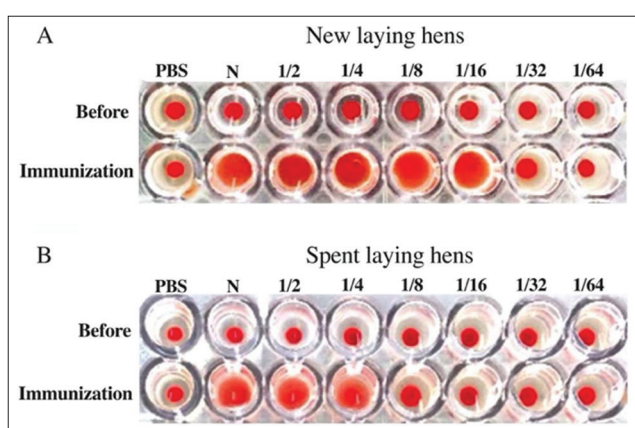 A New laying hens
PBS N 1/2 1/4 1/8 1/16 1/32 1/64
Before
Immunization
B Spent laying hens
PBS N 1/2 1/4 1/8 1/16 1/32 1/64
Before
Immunization